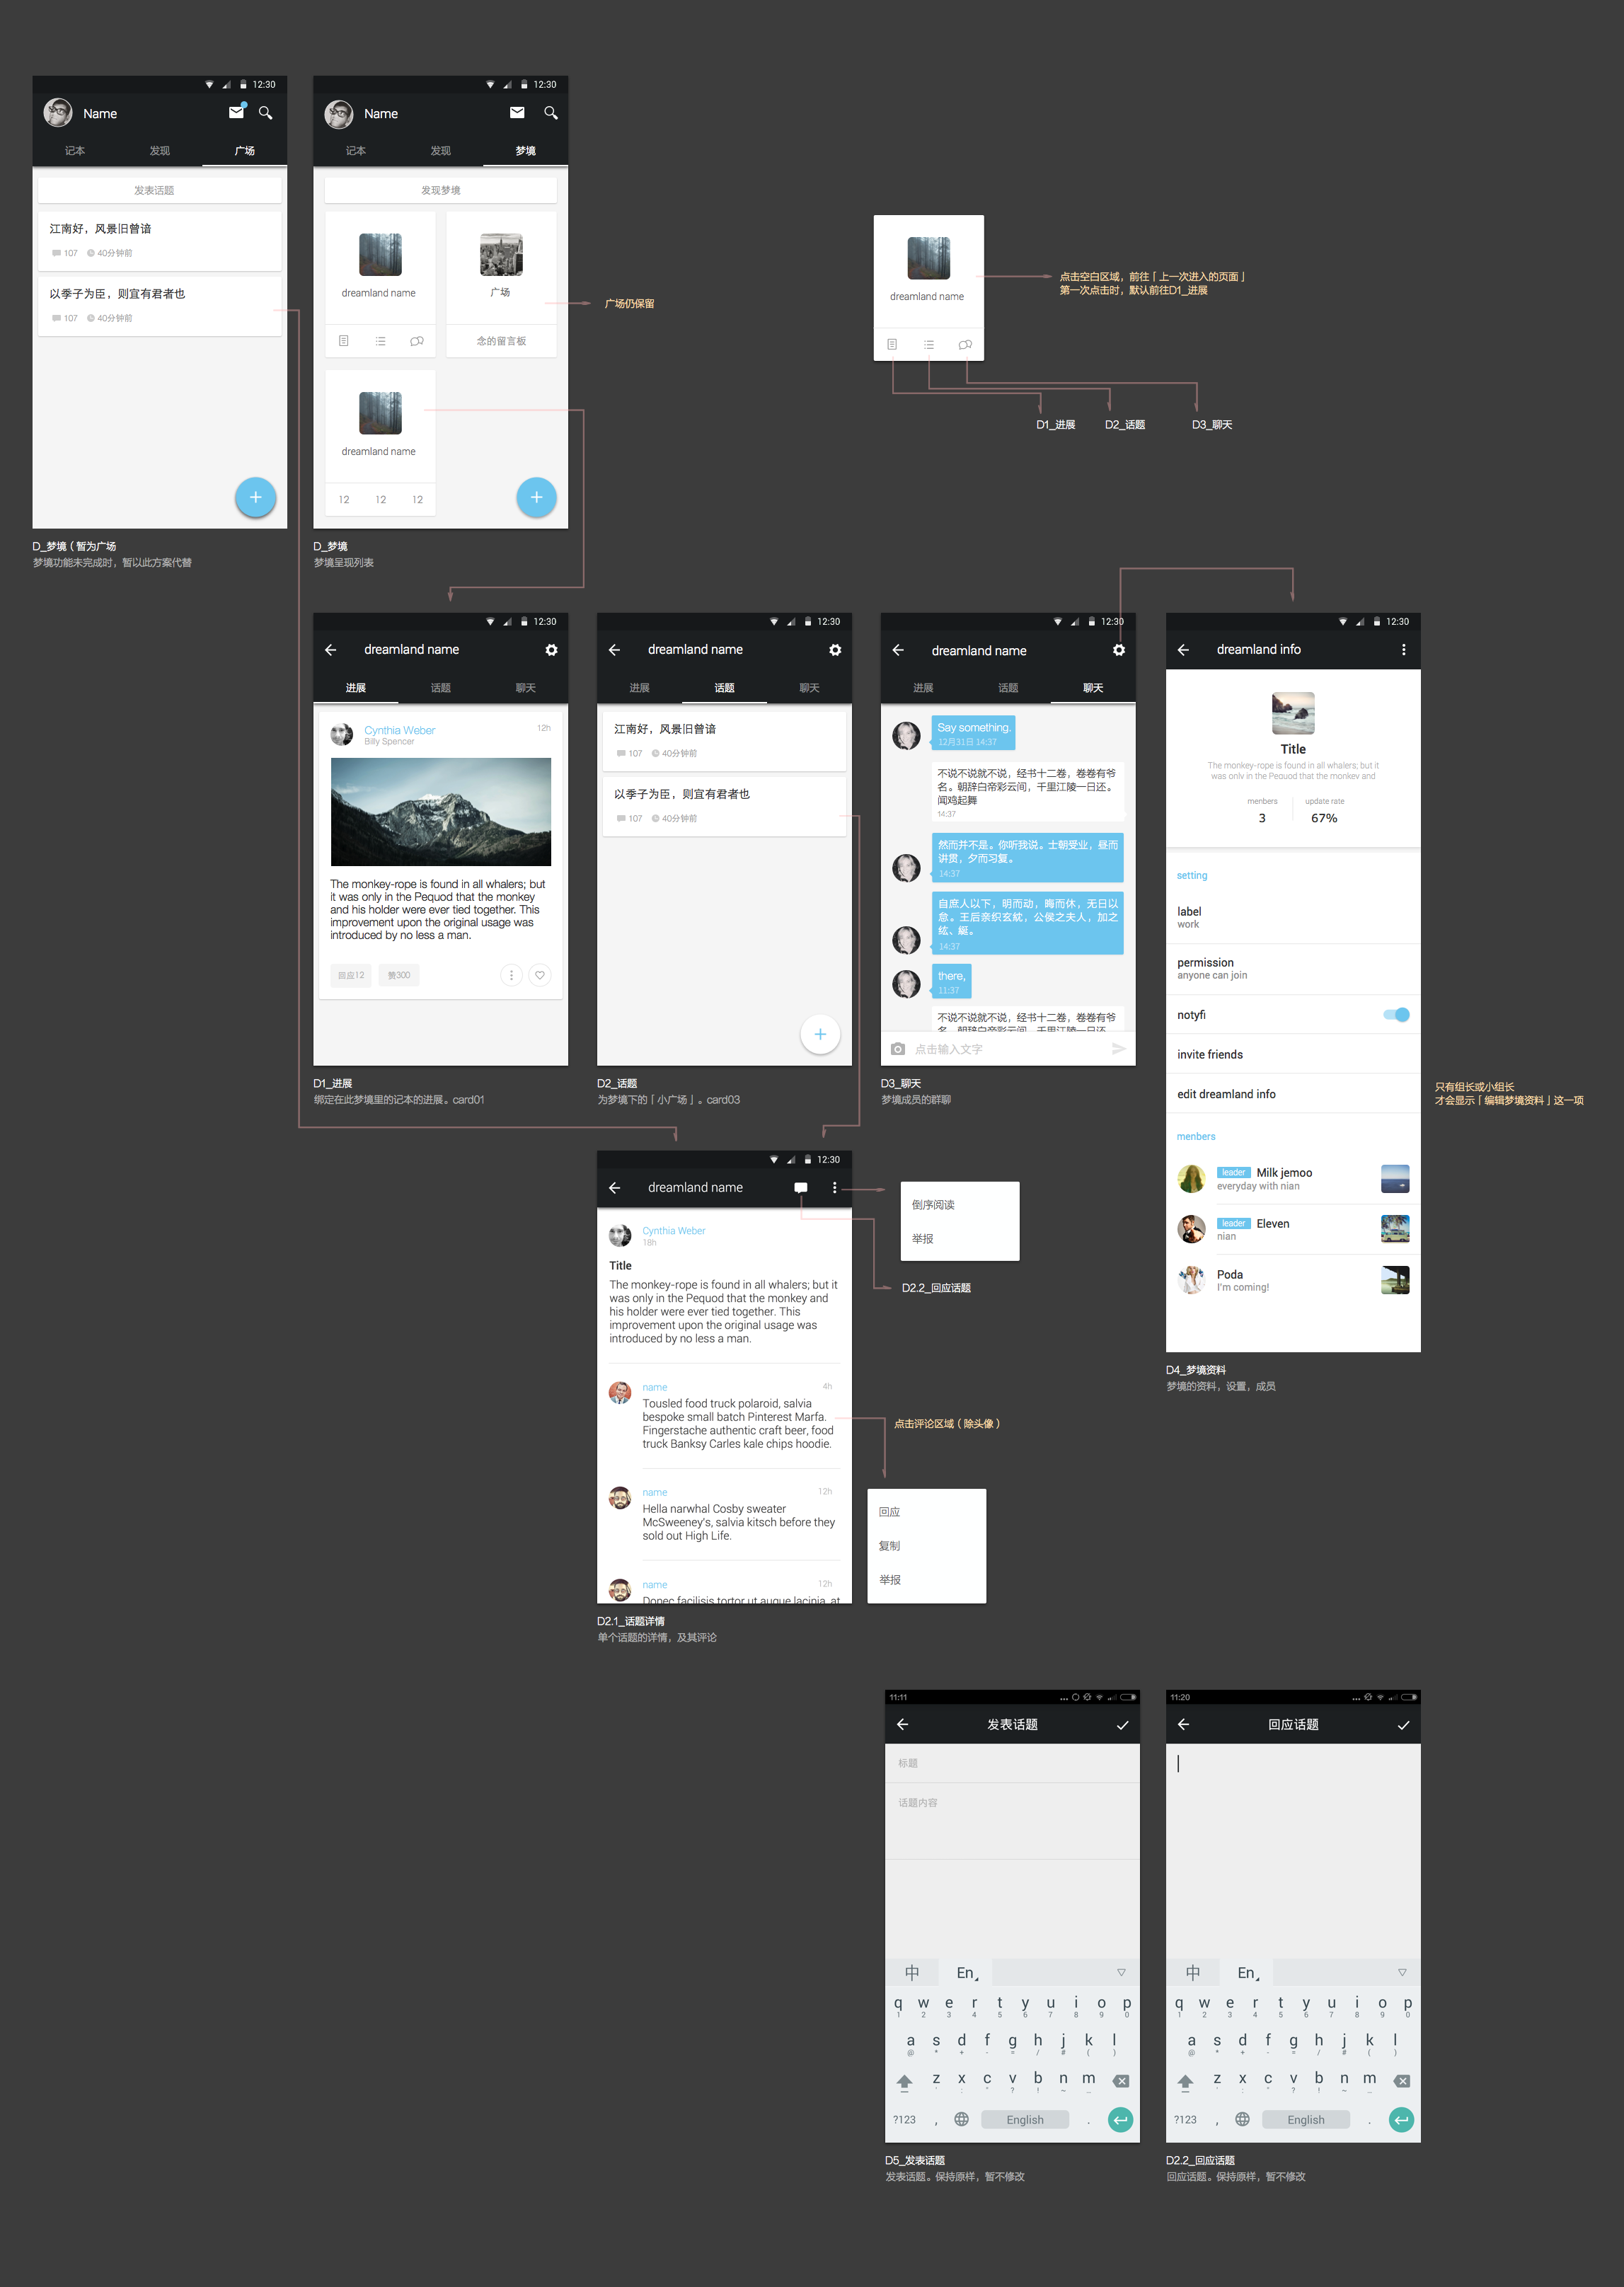 12:30
Name
记本 发现 广场
发表话题
江南好，风景旧曾谙
107 40分钟前
以季子为臣，则宜有君者也
107 40分钟前
D_梦境（暂为广场
梦境功能未完成时，暂以此方案代替
12:30
Name
记本 发现 梦境
发现梦境
dreamland name
广场
念的留言板
dreamland name
12 12 12
D_梦境
梦境呈现列表
广场仍保留
dreamland name
点击空白区域，前往「上一次进入的页面」
第一次点击时，默认前往D1_进展
D1_进展 D2_话题 D3_聊天
12:30
dreamland name
进展 话题 聊天
Cynthia Weber
Billy Spencer
12h
The monkey-rope is found in all whalers; but
it was only in the Pequod that the monkey
and his holder were ever tied together. This
improvement upon the original usage was
introduced by no less a man.
回应12 赞300
D1_进展
绑定在此梦境里的记本的进展。card01
12:30
dreamland name
进展 话题 聊天
江南好，风景旧曾谙
107 40分钟前
以季子为臣，则宜有君者也
107 40分钟前
D2_话题
为梦境下的「小广场」。card03
12:30
dreamland name
进展 话题 聊天
Say something.
12月31日 14:37
不说不说就不说，经书十二卷，卷卷有爷
名。朝辞白帝彩云间，千里江陵一日还。
闻鸡起舞
14:37
然而并不是。你听我说。士朝受业，昼而
讲贯，夕而习复。
14:37
自庶人以下，明而动，晦而休，无日以
怠。王后亲织玄紞，公侯之夫人，加之
纮、綖。
14:37
there,
11:37
不说不说就不说，经书十二卷，卷卷有爷
名。朝辞白帝彩云间，千里江陵一日还。
点击输入文字
D3_聊天
梦境成员的群聊
12:30
dreamland info
Title
The monkey-rope is found in all whalers; but it
was only in the Pequod that the monkey and
menbers update rate
3 67%
setting
label
work
permission
anyone can join
notyfi
invite friends
edit dreamland info
menbers
leader Milk jemoo
everyday with nian
leader Eleven
nian
Poda
I'm coming!
D4_梦境资料
梦境的资料，设置，成员
只有组长或小组长
才会显示「编辑梦境资料」这一项
12:30
dreamland name
Cynthia Weber
18h
Title
The monkey-rope is found in all whalers; but it
was only in the Pequod that the monkey and
his holder were ever tied together. This
improvement upon the original usage was
introduced by no less a man.
name 4h
Tousled food truck polaroid, salvia
bespoke small batch Pinterest Marfa.
Fingerstache authentic craft beer, food
truck Banksy Carles kale chips hoodie.
name 12h
Hella narwhal Cosby sweater
McSweeney's, salvia kitsch before they
sold out High Life.
name 12h
Donec facilisis tortor ut augue lacinia, at
D2.1_话题详情
单个话题的详情，及其评论
倒序阅读
举报
D2.2_回应话题
点击评论区域（除头像）
回应
复制
举报
11:11
发表话题
标题
话题内容
中 En
q w e r t y u i o p
1 2 3 4 5 6 7 8 9 0
a s d f g h j k l
@ * + - = / # ( )
z x c v b n m
' : " ? ! ~ …
?123 , English .
D5_发表话题
发表话题。保持原样，暂不修改
11:20
回应话题
中 En
q w e r t y u i o p
1 2 3 4 5 6 7 8 9 0
a s d f g h j k l
@ * + - = / # ( )
z x c v b n m
' : " ? ! ~ …
?123 , English .
D2.2_回应话题
回应话题。保持原样，暂不修改